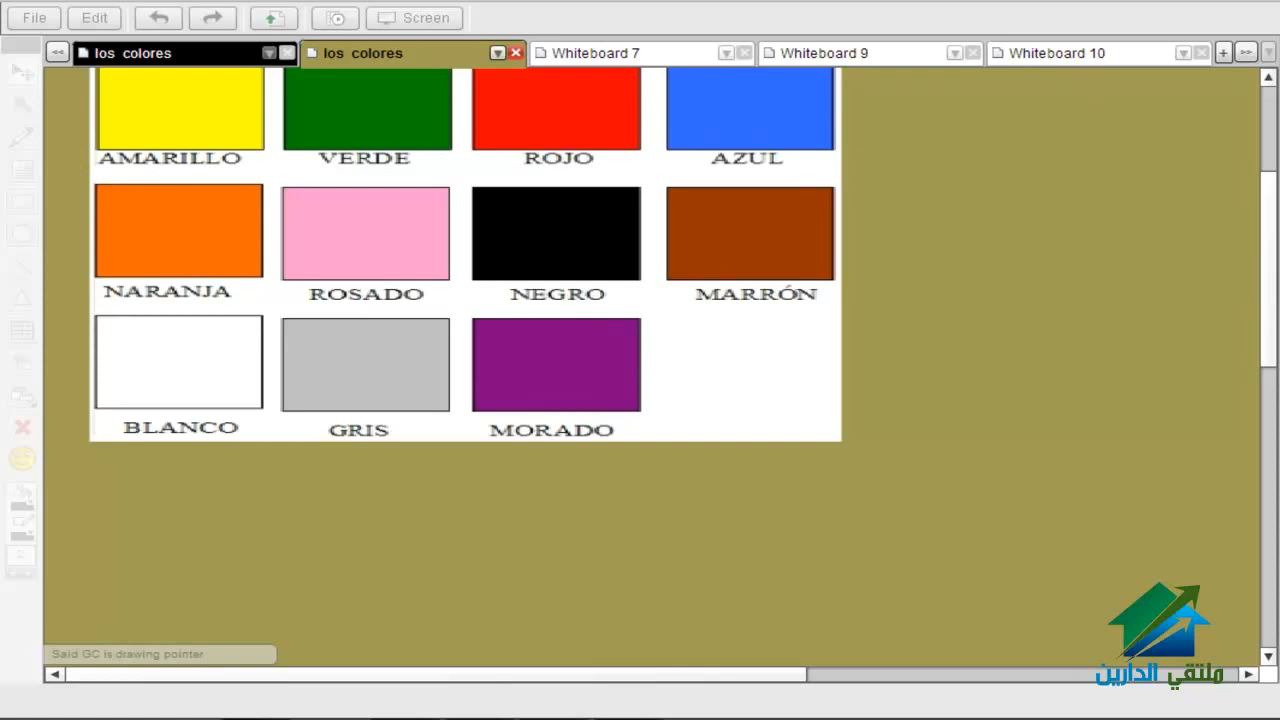 File Edit Screen
<< los colores los colores Whiteboard 7 Whiteboard 9 Whiteboard 10 + >>
AMARILLO VERDE ROJO AZUL
NARANJA ROSADO NEGRO MARRÓN
BLANCO GRIS MORADO
Said GC is drawing pointer
ملتقي الدارين